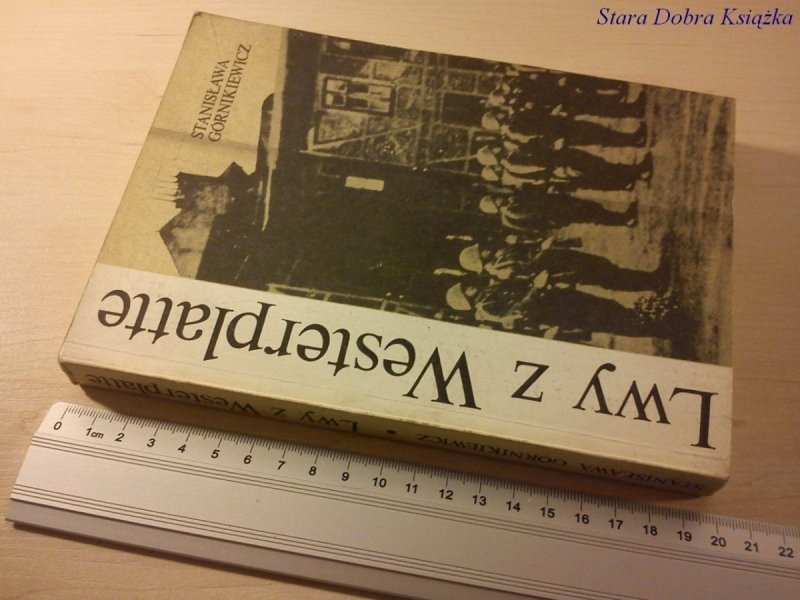 Stara Dobra Książka
STANISŁAWA
GÓRNIKIEWICZ
Lwy z Westerplatte
STANISŁAWA GÓRNIKIEWICZ • Lwy z Westerplatte
0 1cm 2 3 4 5 6 7 8 9 10 11 12 13 14 15 16 17 18 19 20 21 22